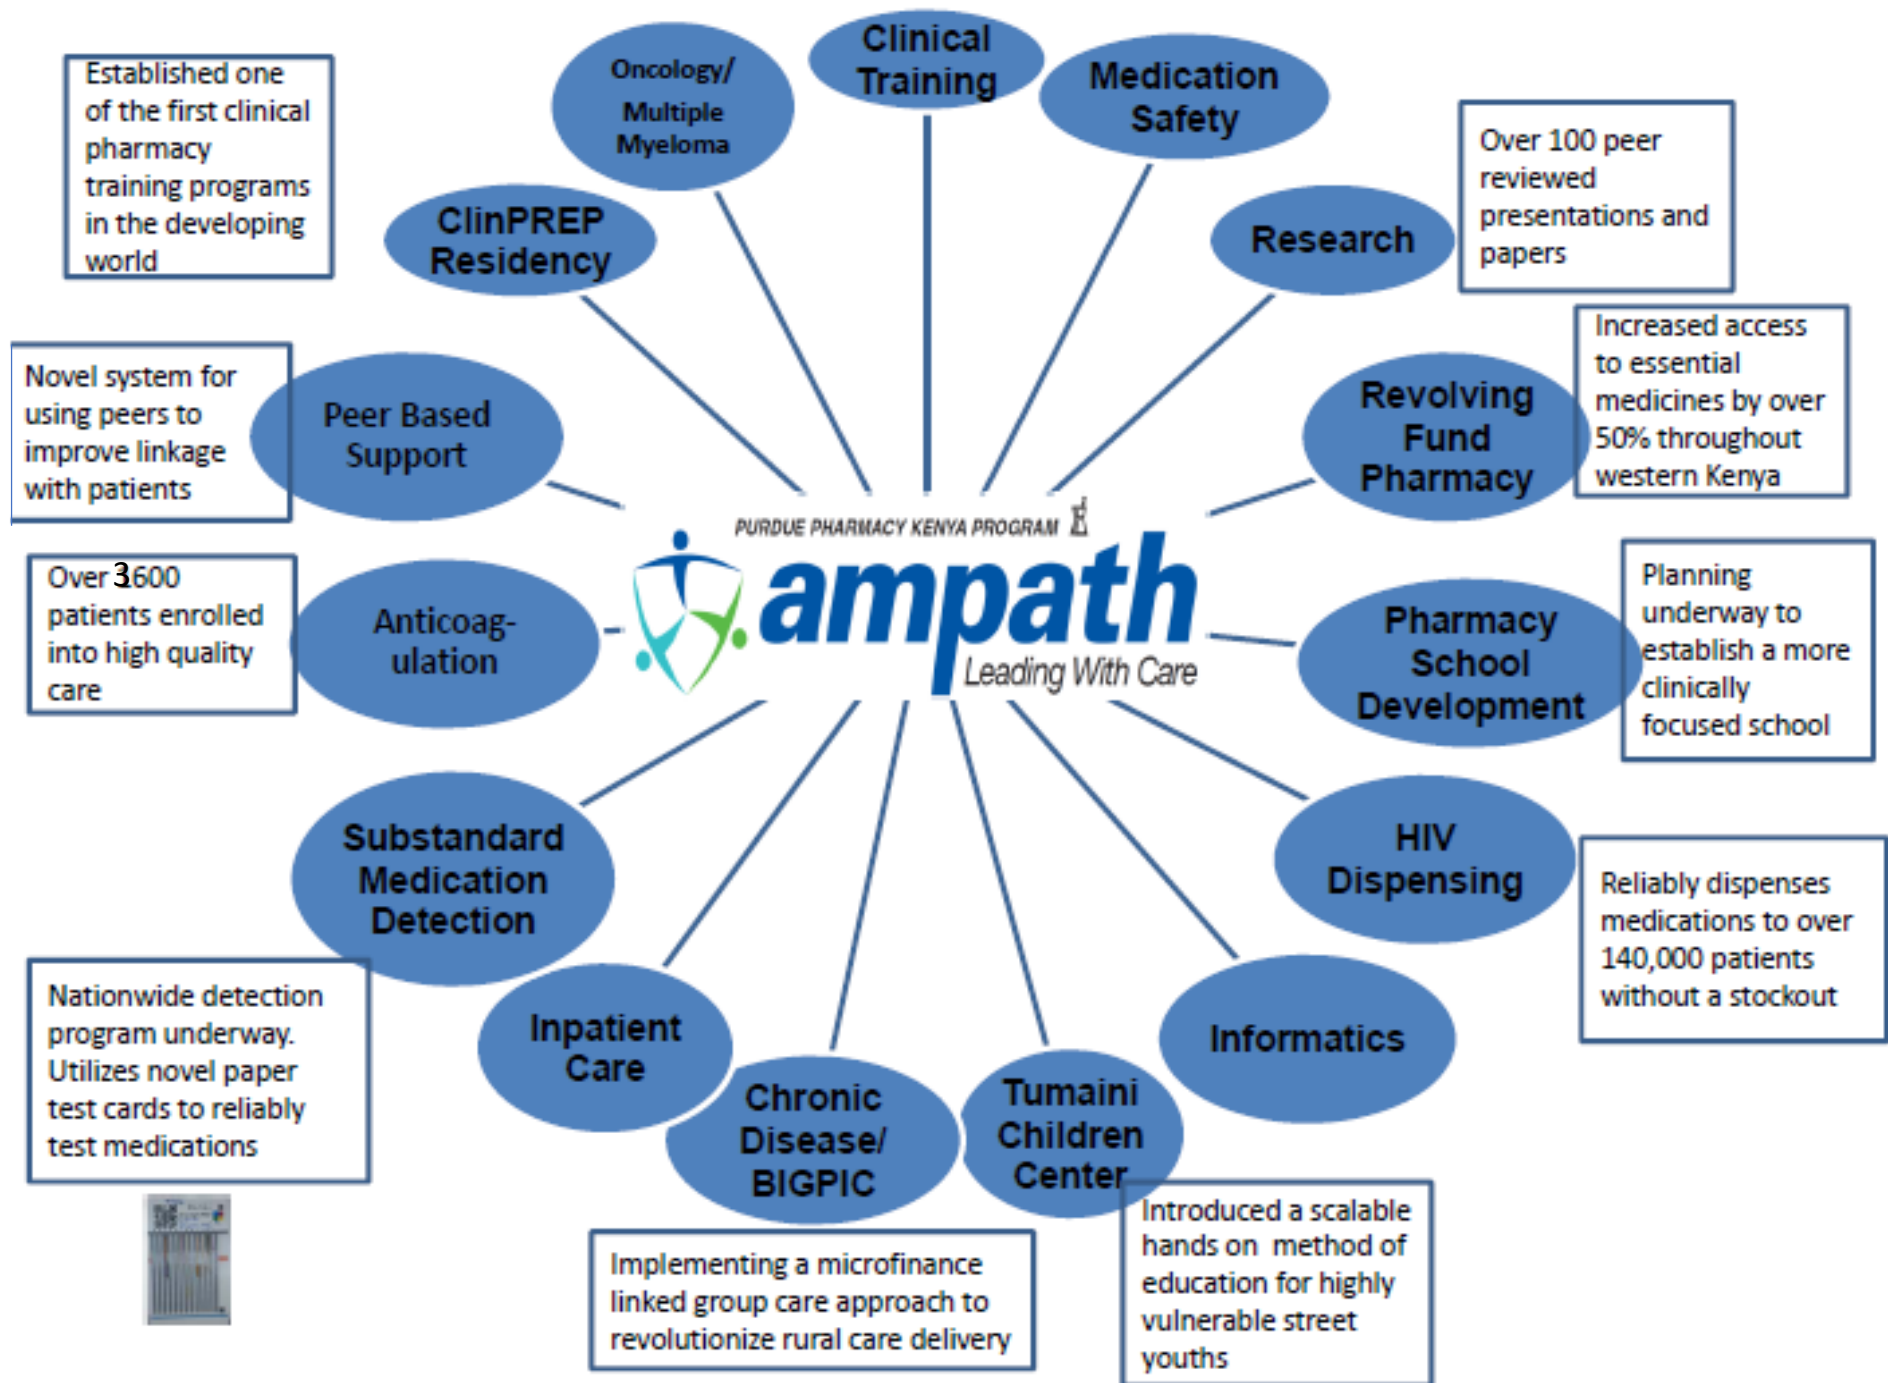 Established one
of the first clinical
pharmacy
training programs
in the developing
world
ClinPREP
Residency
Oncology/
Multiple
Myeloma
Clinical
Training
Medication
Safety
Research
Over 100 peer
reviewed
presentations and
papers
Novel system for
using peers to
improve linkage
with patients
Peer Based
Support
Revolving
Fund
Pharmacy
Increased access
to essential
medicines by over
50% throughout
western Kenya
PURDUE PHARMACY KENYA PROGRAM
ampath
Leading With Care
Over 3600
patients enrolled
into high quality
care
Anticoag-
ulation
Pharmacy
School
Development
Planning
underway to
establish a more
clinically
focused school
Substandard
Medication
Detection
HIV
Dispensing
Reliably dispenses
medications to over
140,000 patients
without a stockout
Nationwide detection
program underway.
Utilizes novel paper
test cards to reliably
test medications
Inpatient
Care
Chronic
Disease/
BIGPIC
Tumaini
Children
Center
Informatics
Implementing a microfinance
linked group care approach to
revolutionize rural care delivery
Introduced a scalable
hands on method of
education for highly
vulnerable street
youths